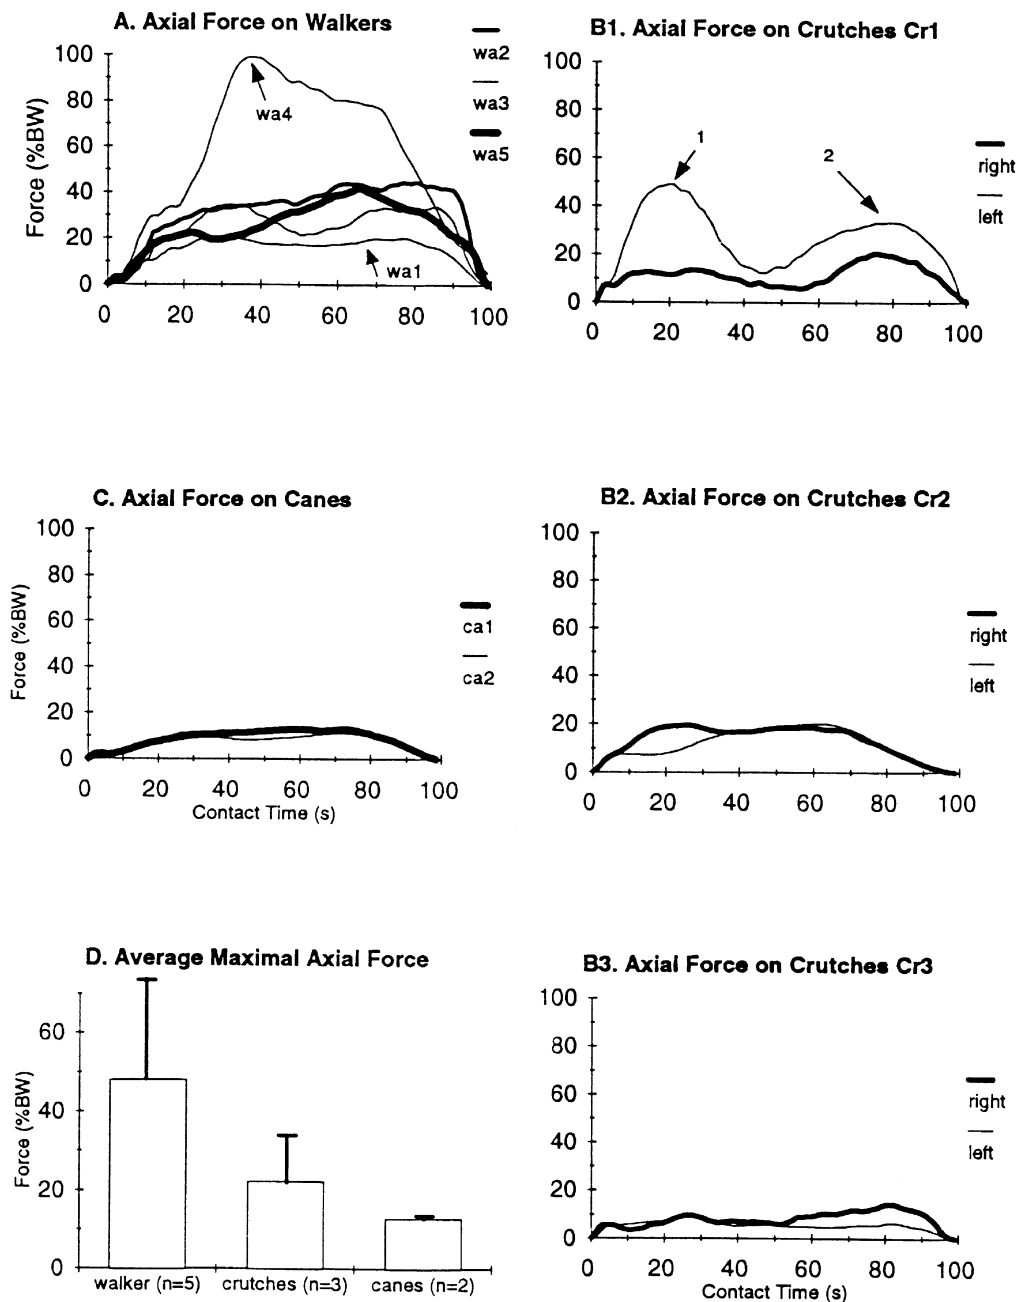 A. Axial Force on Walkers
Force (%BW)
100
80
60
40
20
0
0 20 40 60 80 100
wa4
wa1
wa2
wa3
wa5
B1. Axial Force on Crutches Cr1
100
80
60
40
20
0
0 20 40 60 80 100
1
2
right
left
C. Axial Force on Canes
Force (%BW)
100
80
60
40
20
0
0 20 40 60 80 100
Contact Time (s)
ca1
ca2
B2. Axial Force on Crutches Cr2
100
80
60
40
20
0
0 20 40 60 80 100
right
left
D. Average Maximal Axial Force
Force (%BW)
60
40
20
0
walker (n=5) crutches (n=3) canes (n=2)
B3. Axial Force on Crutches Cr3
100
80
60
40
20
0
0 20 40 60 80 100
Contact Time (s)
right
left